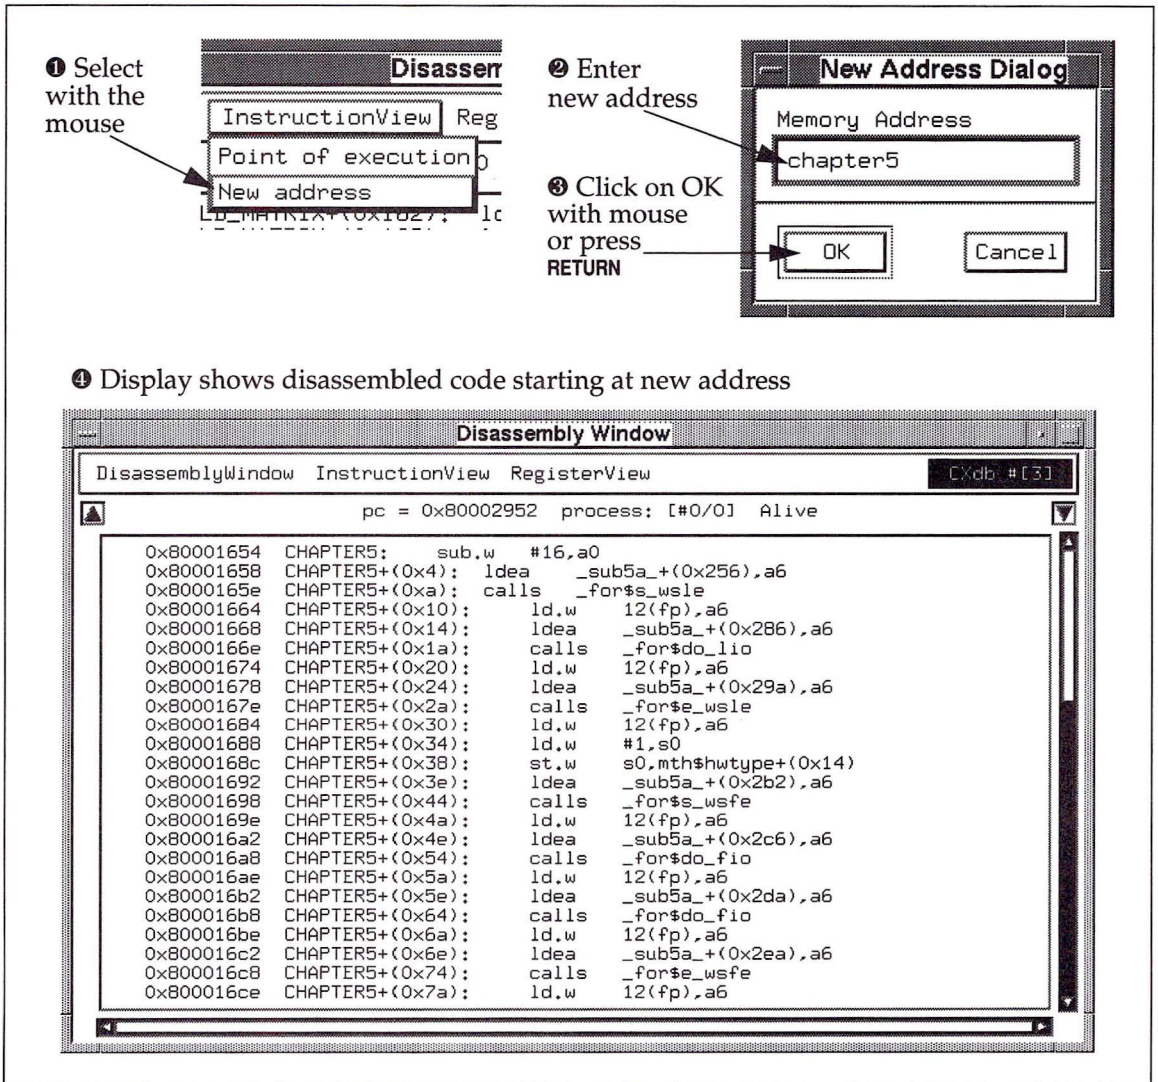 ❶ Select
with the
mouse
Disassem
InstructionView Reg
Point of execution
New address
❷ Enter
new address
❸ Click on OK
with mouse
or press
RETURN
New Address Dialog
Memory Address
chapter5
OK Cancel
❹ Display shows disassembled code starting at new address
Disassembly Window
DisassemblyWindow InstructionView RegisterView CXdb #[3]
pc = 0x80002952 process: [#0/0] Alive
0x80001654 CHAPTER5: sub.w #16,a0
0x80001658 CHAPTER5+(0x4): ldea _sub5a_+(0x256),a6
0x8000165e CHAPTER5+(0xa): calls _for$s_wsle
0x80001664 CHAPTER5+(0x10): ld.w 12(fp),a6
0x80001668 CHAPTER5+(0x14): ldea _sub5a_+(0x286),a6
0x8000166e CHAPTER5+(0x1a): calls _for$do_lio
0x80001674 CHAPTER5+(0x20): ld.w 12(fp),a6
0x80001678 CHAPTER5+(0x24): ldea _sub5a_+(0x29a),a6
0x8000167e CHAPTER5+(0x2a): calls _for$e_wsle
0x80001684 CHAPTER5+(0x30): ld.w 12(fp),a6
0x80001688 CHAPTER5+(0x34): ld.w #1,s0
0x8000168c CHAPTER5+(0x38): st.w s0,mth$hwtype+(0x14)
0x80001692 CHAPTER5+(0x3e): ldea _sub5a_+(0x2b2),a6
0x80001698 CHAPTER5+(0x44): calls _for$s_wsfe
0x8000169e CHAPTER5+(0x4a): ld.w 12(fp),a6
0x800016a2 CHAPTER5+(0x4e): ldea _sub5a_+(0x2c6),a6
0x800016a8 CHAPTER5+(0x54): calls _for$do_fio
0x800016ae CHAPTER5+(0x5a): ld.w 12(fp),a6
0x800016b2 CHAPTER5+(0x5e): ldea _sub5a_+(0x2da),a6
0x800016b8 CHAPTER5+(0x64): calls _for$do_fio
0x800016be CHAPTER5+(0x6a): ld.w 12(fp),a6
0x800016c2 CHAPTER5+(0x6e): ldea _sub5a_+(0x2ea),a6
0x800016c8 CHAPTER5+(0x74): calls _for$e_wsfe
0x800016ce CHAPTER5+(0x7a): ld.w 12(fp),a6